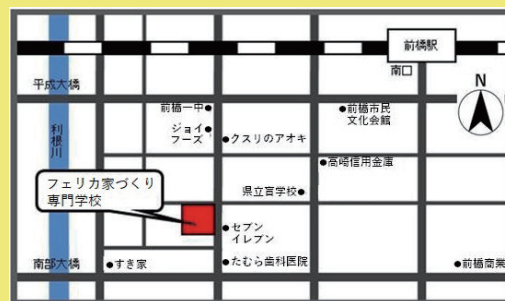 前橋駅
南口
N
平成大橋
前橋一中
前橋市民
文化会館
ジョイ
フーズ
クスリのアオキ
利根川
高崎信用金庫
フェリカ家づくり
専門学校
県立盲学校
セブン
イレブン
南部大橋
すき家
たむら歯科医院
前橋商業